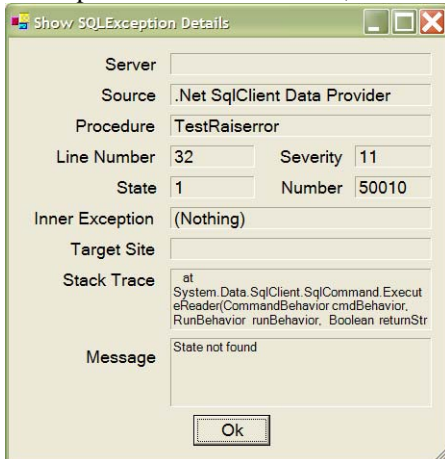 Show SQLException Details
Server
Source .Net SqlClient Data Provider
Procedure TestRaiserror
Line Number 32 Severity 11
State 1 Number 50010
Inner Exception (Nothing)
Target Site
Stack Trace at
System.Data.SqlClient.SqlCommand.Execut
eReader(CommandBehavior cmdBehavior,
RunBehavior runBehavior, Boolean returnStr
Message State not found
Ok